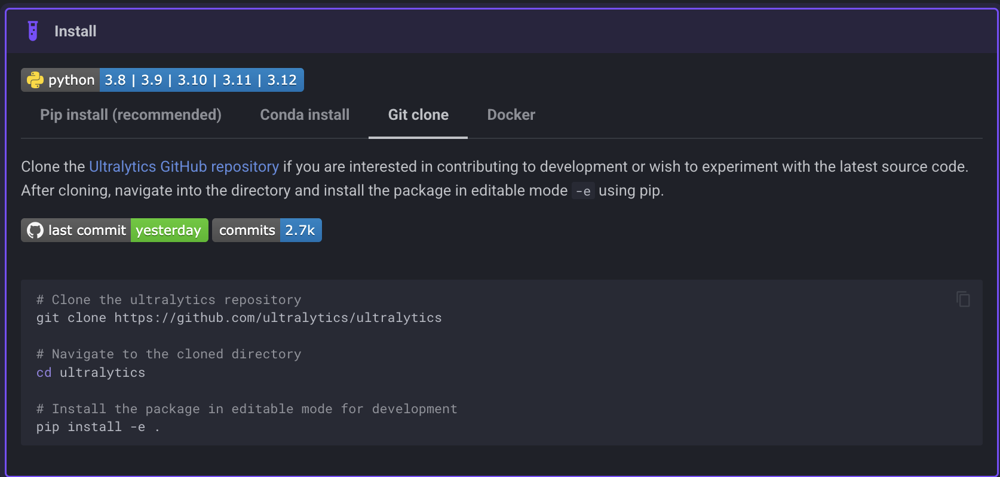 Install
python 3.8 | 3.9 | 3.10 | 3.11 | 3.12
Pip install (recommended) Conda install Git clone Docker
Clone the Ultralytics GitHub repository if you are interested in contributing to development or wish to experiment with the latest source code.
After cloning, navigate into the directory and install the package in editable mode -e using pip.
last commit yesterday commits 2.7k
# Clone the ultralytics repository
git clone https://github.com/ultralytics/ultralytics
# Navigate to the cloned directory
cd ultralytics
# Install the package in editable mode for development
pip install -e .